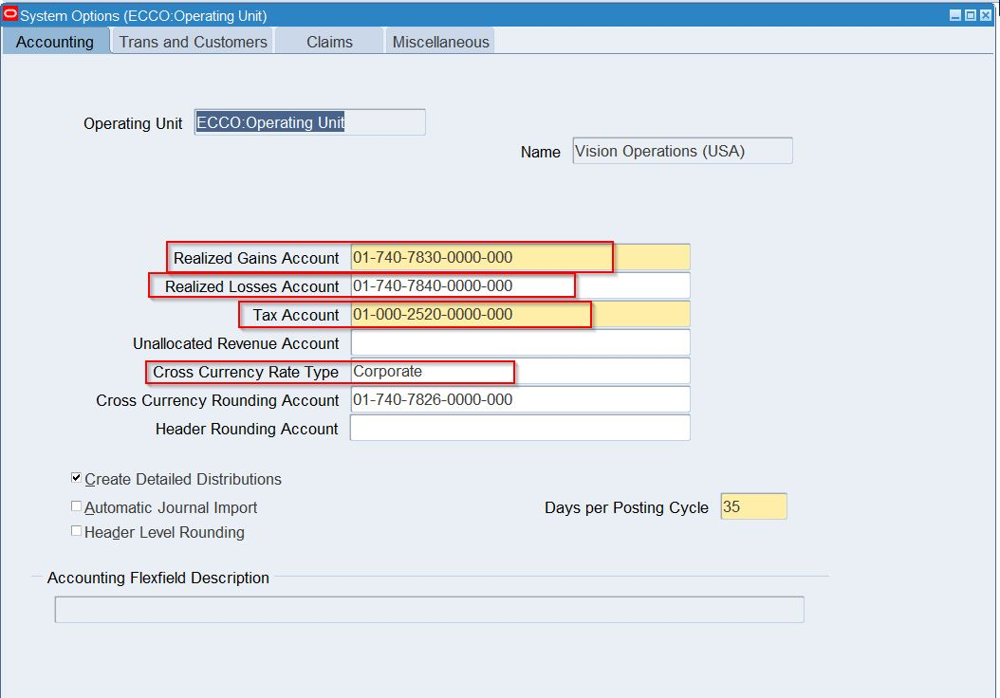 System Options (ECCO:Operating Unit)
Accounting Trans and Customers Claims Miscellaneous
Operating Unit ECCO:Operating Unit
Name Vision Operations (USA)
Realized Gains Account 01-740-7830-0000-000
Realized Losses Account 01-740-7840-0000-000
Tax Account 01-000-2520-0000-000
Unallocated Revenue Account
Cross Currency Rate Type Corporate
Cross Currency Rounding Account 01-740-7826-0000-000
Header Rounding Account
Create Detailed Distributions
Automatic Journal Import Days per Posting Cycle 35
Header Level Rounding
Accounting Flexfield Description